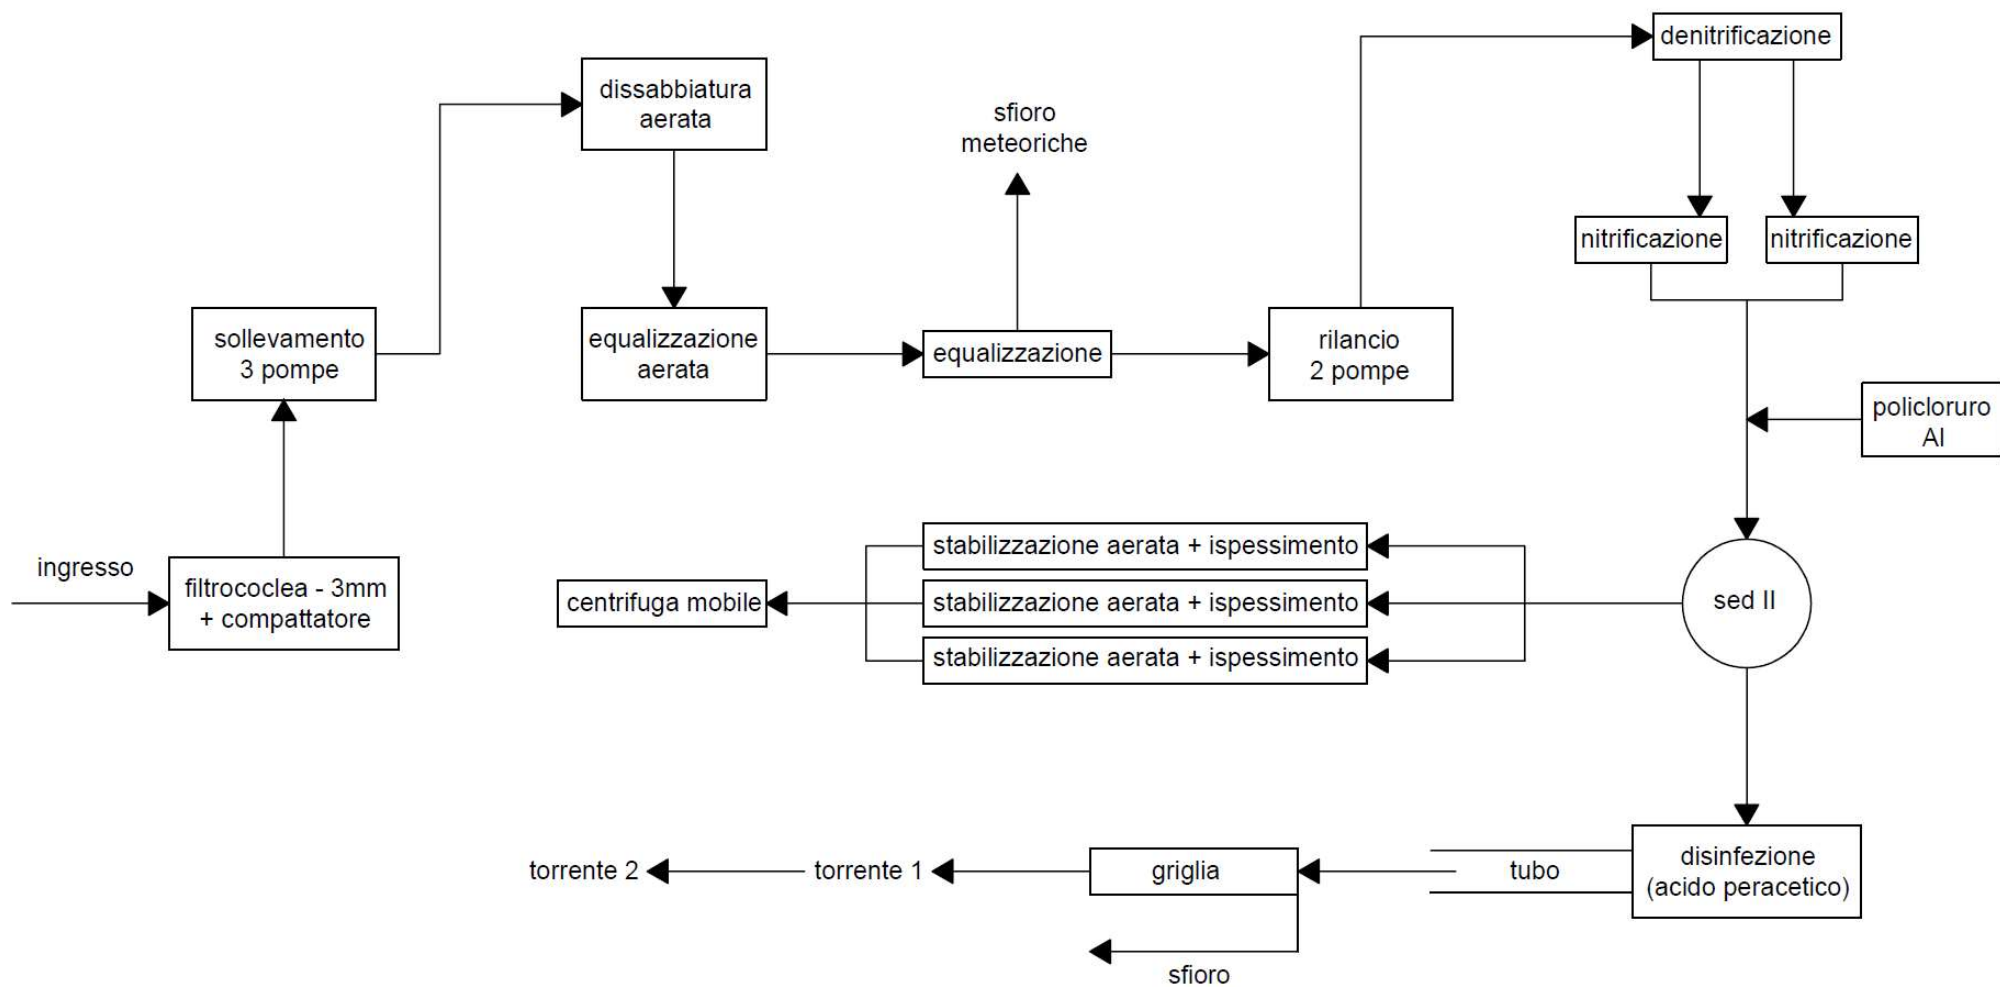 ingresso
filtrococlea - 3mm
+ compattatore
sollevamento
3 pompe
dissabbiatura
aerata
equalizzazione
aerata
equalizzazione
sfioro
meteoriche
rilancio
2 pompe
denitrificazione
nitrificazione
nitrificazione
policloruro
Al
sed II
stabilizzazione aerata + ispessimento
stabilizzazione aerata + ispessimento
stabilizzazione aerata + ispessimento
centrifuga mobile
disinfezione
(acido peracetico)
tubo
griglia
sfioro
torrente 1
torrente 2